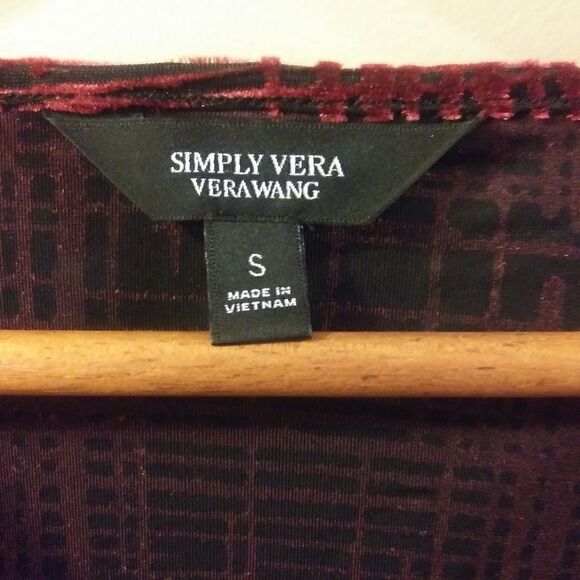 SIMPLY VERA
VERAWANG
S
MADE IN
VIETNAM